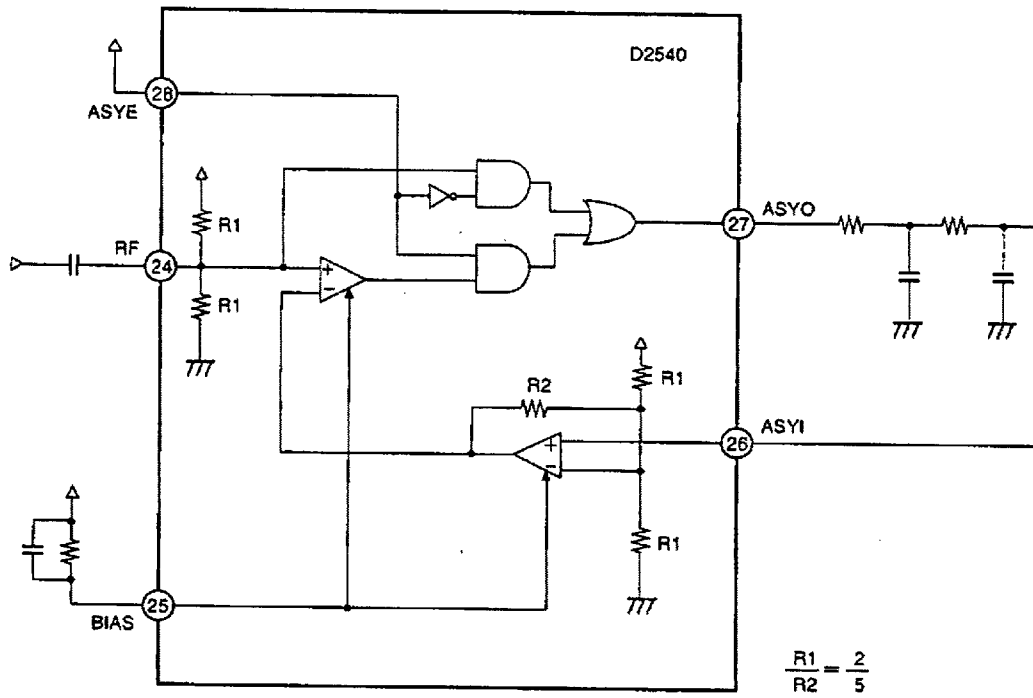 D2540
28
ASYE
R1
RF
24
R1
+
−
27
ASYO
R2
R1
+
−
26
ASYI
R1
25
BIAS
R1/R2 = 2/5